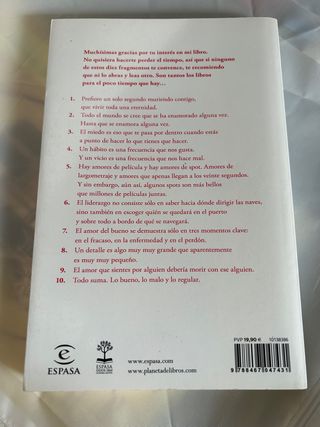 Muchísimas gracias por tu interés en mi libro.
No quisiera hacerte perder el tiempo, así que si ninguno
de estos diez fragmentos te convence, te recomiendo
que ni lo abras y leas otro. Son tantos los libros
para el poco tiempo que hay...
1. Prefiero un solo segundo muriendo contigo,
que vivir toda una eternidad.
2. Todo el mundo se cree que se ha enamorado alguna vez.
Hasta que se enamora alguna vez.
3. El miedo es eso que te pasa por dentro cuando estás
a punto de hacer lo que tienes que hacer.
4. Un hábito es una frecuencia que nos gusta.
Y un vicio es una frecuencia que nos hace mal.
5. Hay amores de película y hay amores de spot. Amores de
largometraje y amores que apenas llegan a los veinte segundos.
Y sin embargo, aún así, algunos spots son más bellos
que millones de películas juntas.
6. El liderazgo no consiste sólo en saber hacia dónde dirigir las naves,
sino también en escoger quién se quedará en el puerto
y sobre todo a bordo de qué se navegará.
7. El amor del bueno se demuestra sólo en tres momentos clave:
en el fracaso, en la enfermedad y en el perdón.
8. Un detalle es algo muy muy grande que aparentemente
es muy muy pequeño.
9. El amor que sientes por alguien debería morir con ese alguien.
10. Todo suma. Lo bueno, lo malo y lo regular.
PVP 19,90 € 10138386
ESPASA
ESPASA
www.espasa.com
www.planetadelibros.com
9 788467 047431